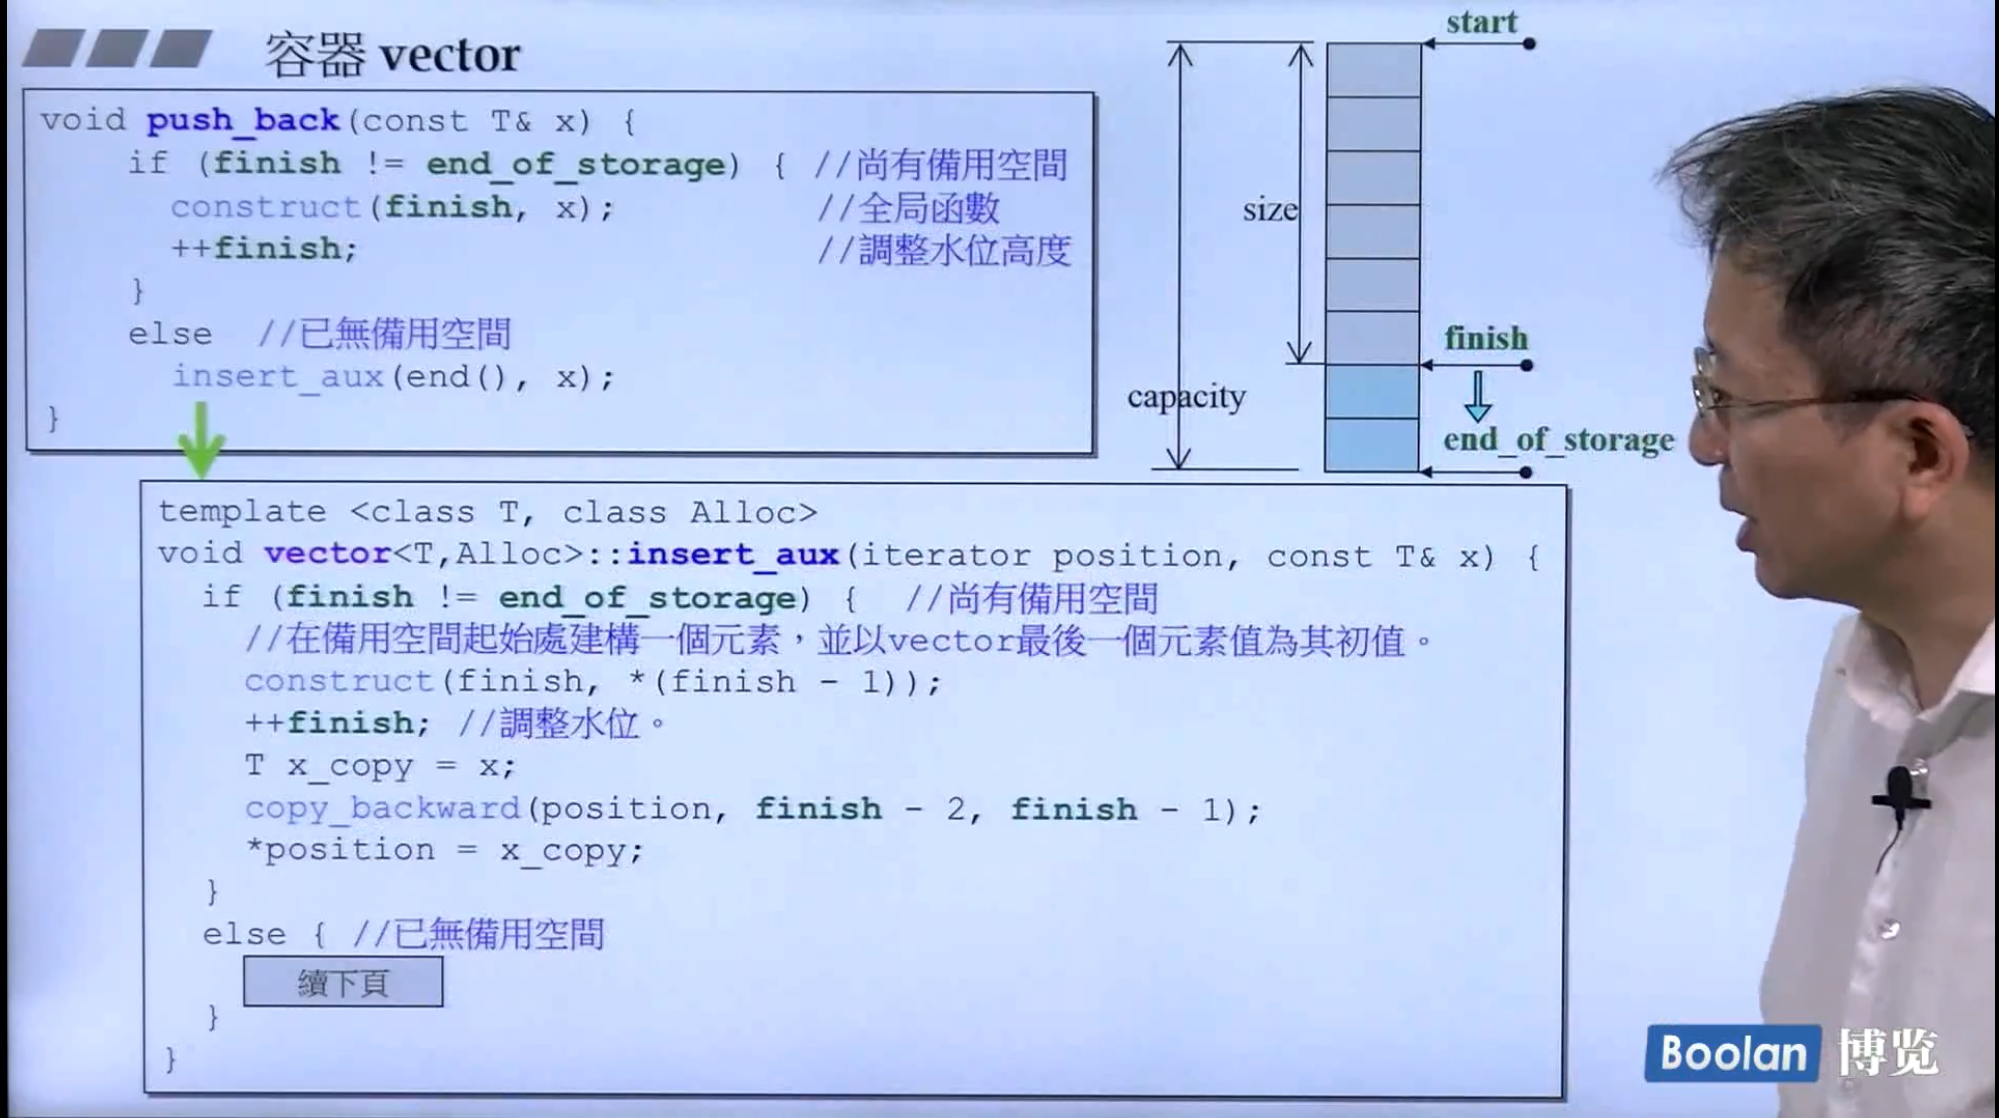 容器 vector
void push_back(const T& x) {
if (finish != end_of_storage) { //尚有備用空間
construct(finish, x); //全局函數
++finish; //調整水位高度
}
else //已無備用空間
insert_aux(end(), x);
}
start
size
finish
capacity
end_of_storage
template <class T, class Alloc>
void vector<T,Alloc>::insert_aux(iterator position, const T& x) {
if (finish != end_of_storage) { //尚有備用空間
//在備用空間起始處建構一個元素，並以vector最後一個元素值為其初值。
construct(finish, *(finish - 1));
++finish; //調整水位。
T x_copy = x;
copy_backward(position, finish - 2, finish - 1);
*position = x_copy;
}
else { //已無備用空間
續下頁
}
}
Boolan 博览